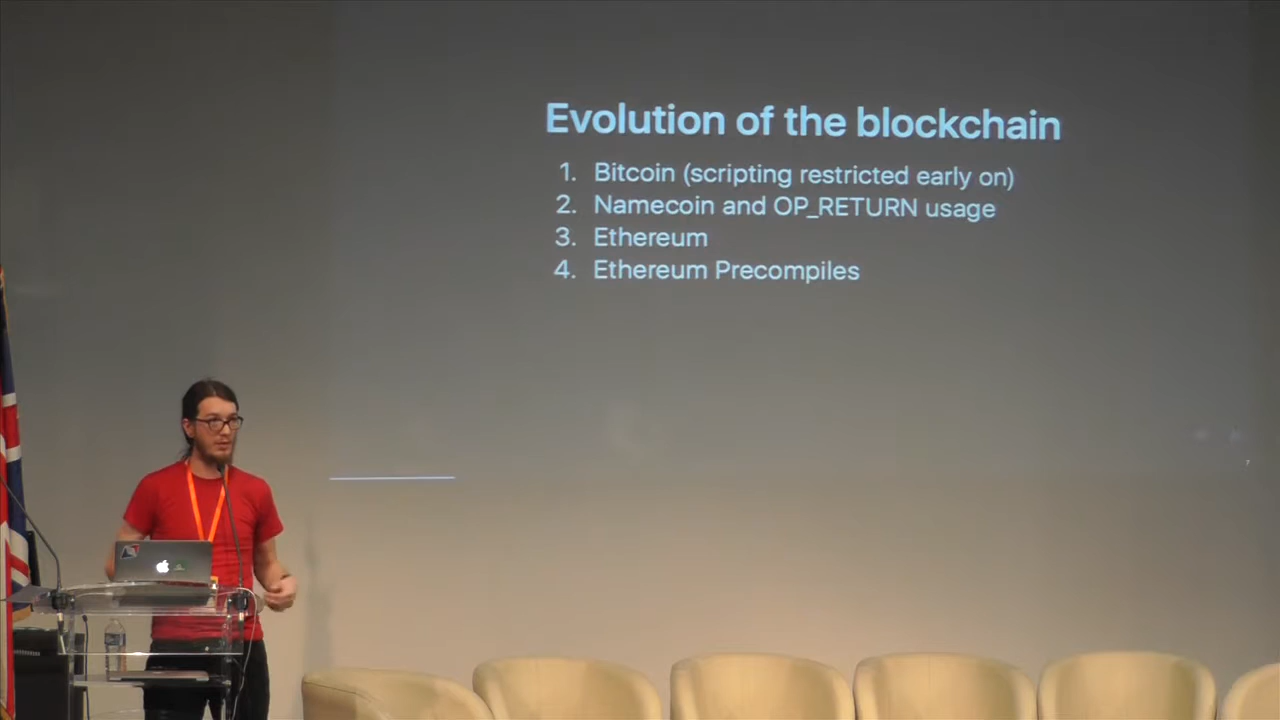 Evolution of the blockchain
1. Bitcoin (scripting restricted early on)
2. Namecoin and OP_RETURN usage
3. Ethereum
4. Ethereum Precompiles
7